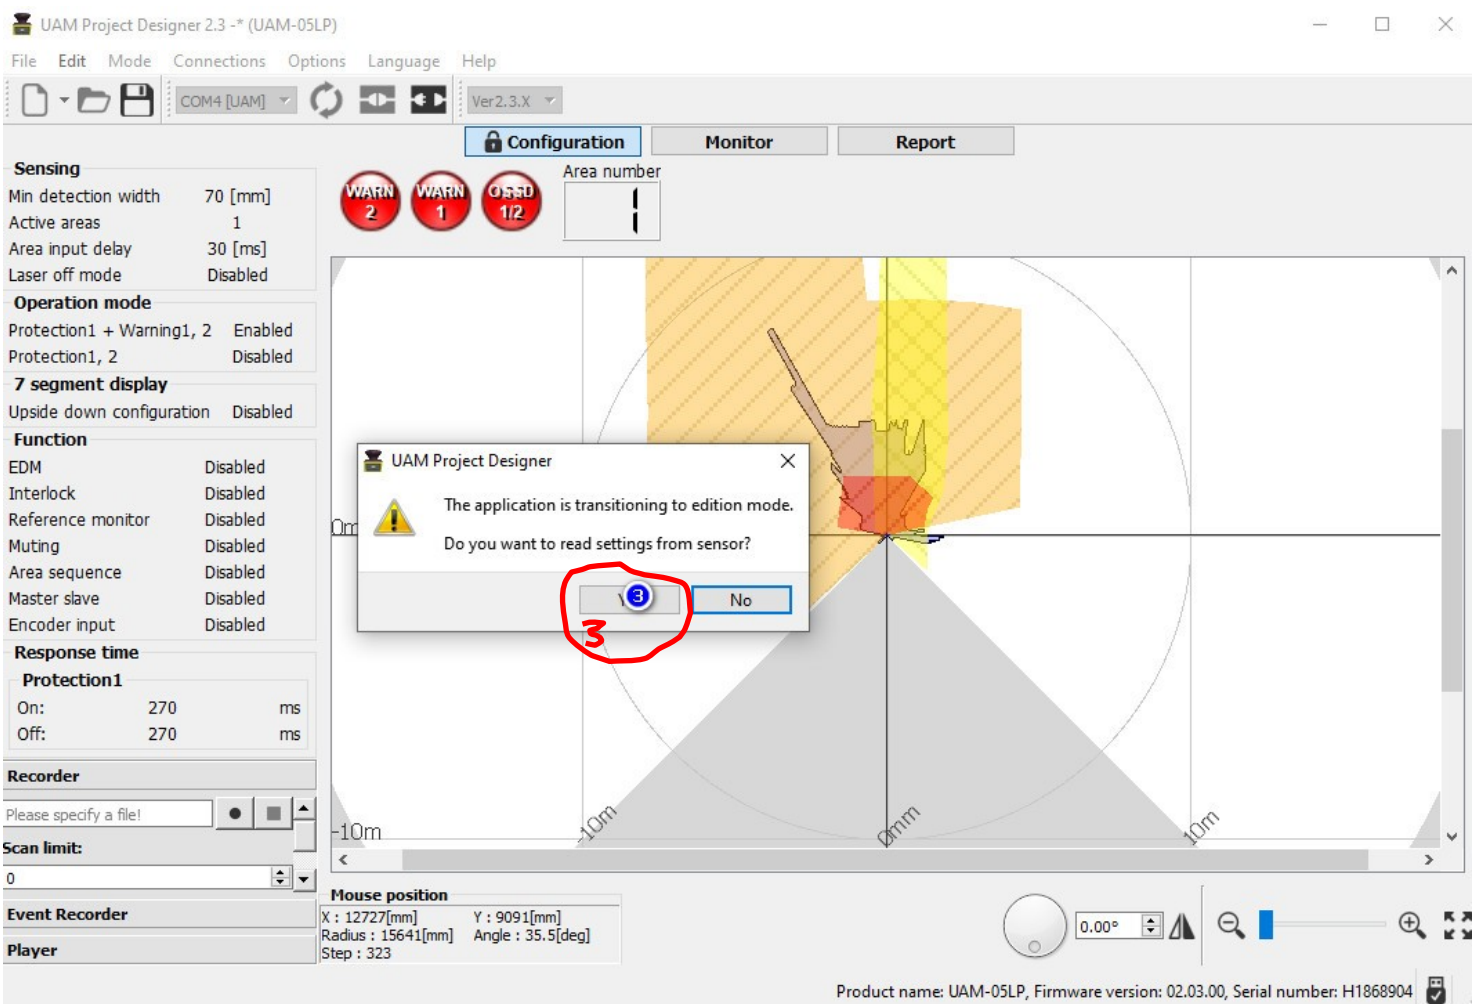 UAM Project Designer 2.3 -* (UAM-05LP)
File Edit Mode Connections Options Language Help
COM4 [UAM] Ver2.3.X
Configuration Monitor Report
Sensing
Min detection width 70 [mm]
Active areas 1
Area input delay 30 [ms]
Laser off mode Disabled
Operation mode
Protection1 + Warning1, 2 Enabled
Protection1, 2 Disabled
7 segment display
Upside down configuration Disabled
Function
EDM Disabled
Interlock Disabled
Reference monitor Disabled
Muting Disabled
Area sequence Disabled
Master slave Disabled
Encoder input Disabled
Response time
Protection1
On: 270 ms
Off: 270 ms
Recorder
Please specify a file!
Scan limit:
0
Event Recorder
Player
WARN 2
WARN 1
OSSD 1/2
Area number
1
UAM Project Designer
The application is transitioning to edition mode.
Do you want to read settings from sensor?
3
No
3
-10m
-10m
0mm
10m
Mouse position
X : 12727[mm] Y : 9091[mm]
Radius : 15641[mm] Angle : 35.5[deg]
Step : 323
0.00°
Product name: UAM-05LP, Firmware version: 02.03.00, Serial number: H1868904